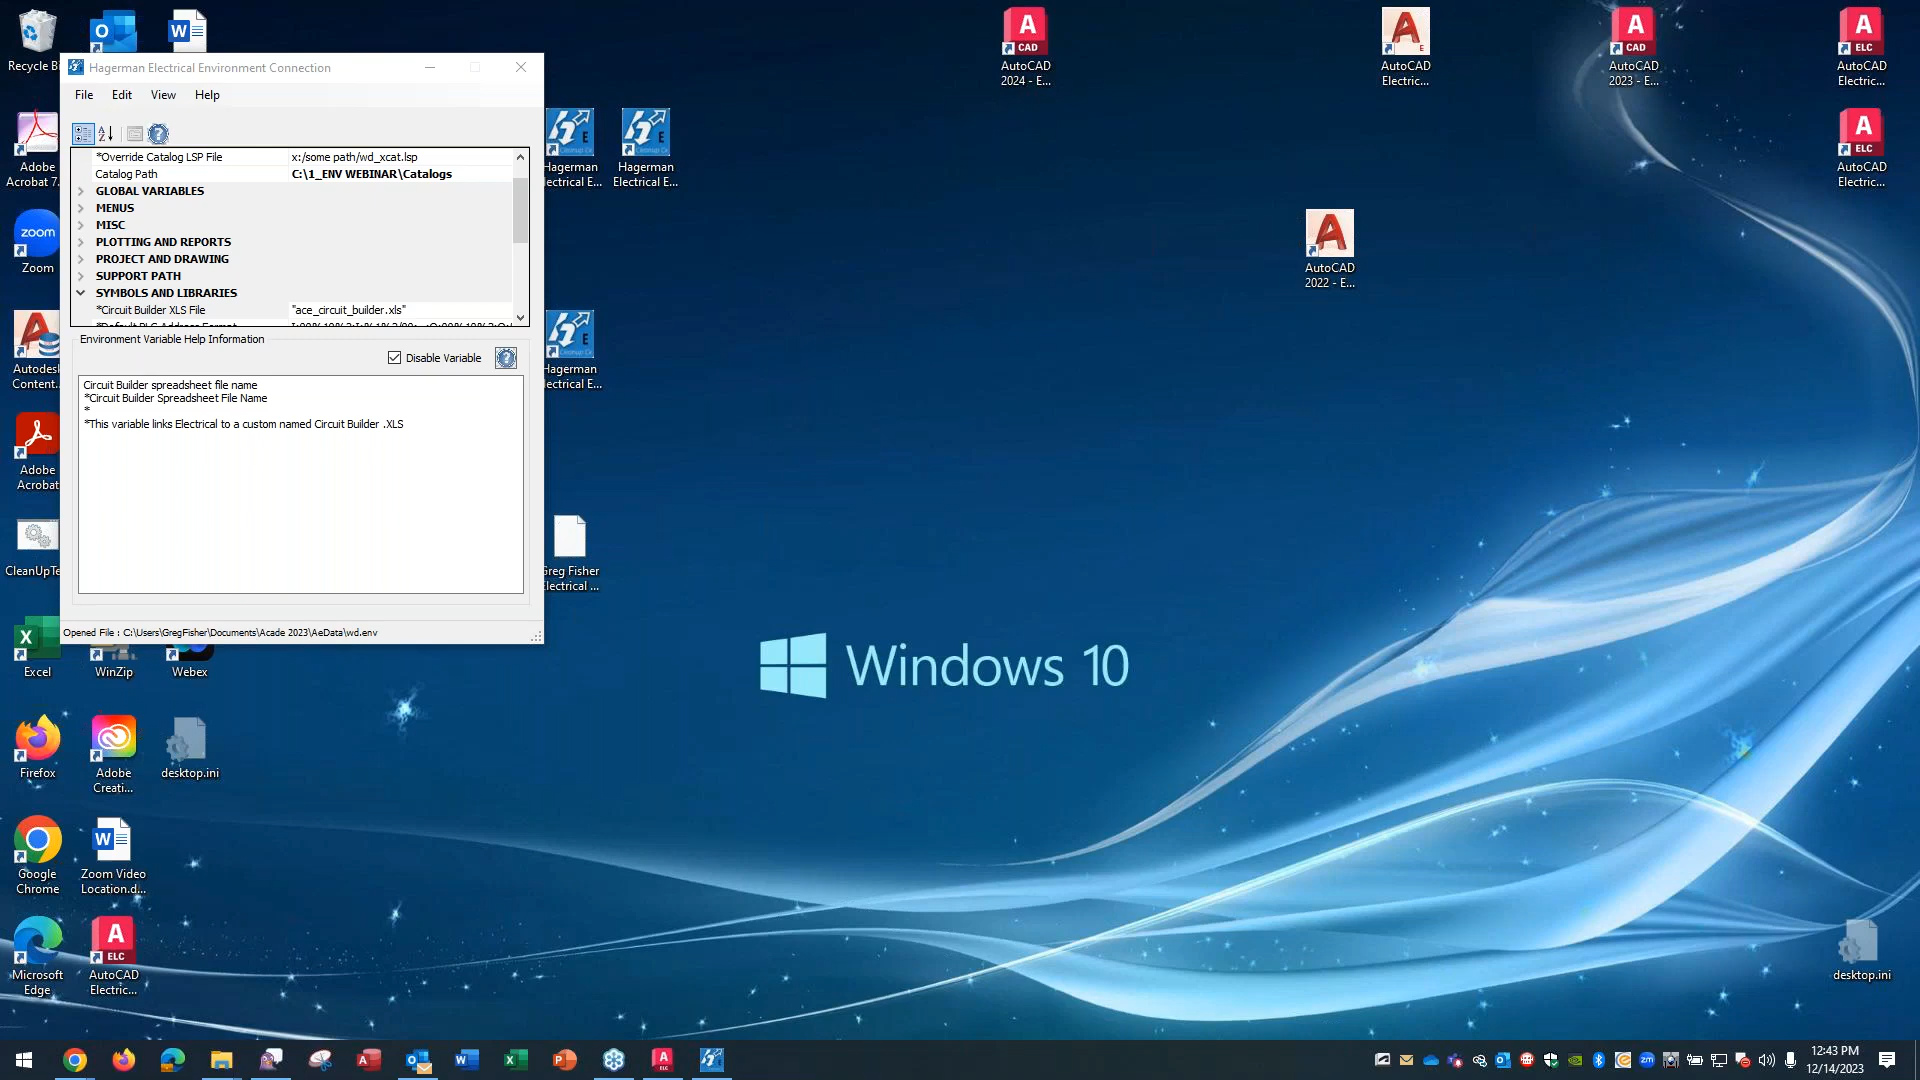 Recycle Bi
Hagerman Electrical Environment Connection
File Edit View Help
*Override Catalog LSP File x:/some path/wd_xcat.lsp
Catalog Path C:\1_ENV WEBINAR\Catalogs
GLOBAL VARIABLES
MENUS
MISC
PLOTTING AND REPORTS
PROJECT AND DRAWING
SUPPORT PATH
SYMBOLS AND LIBRARIES
*Circuit Builder XLS File "ace_circuit_builder.xls"
Environment Variable Help Information
Disable Variable
Circuit Builder spreadsheet file name
*Circuit Builder Spreadsheet File Name
*
*This variable links Electrical to a custom named Circuit Builder .XLS
Opened File : C:\Users\GregFisher\Documents\Acade 2023\AeData\wd.env
Adobe
Acrobat 7.
zoom
Zoom
Autodesk
Content.
Adobe
Acrobat
CleanUpTe
Excel
WinZip
Webex
Firefox
Adobe
Creati...
desktop.ini
Google
Chrome
Zoom Video
Location.d...
Microsoft
Edge
AutoCAD
Electric...
Hagerman
Electrical E...
Hagerman
Electrical E...
Hagerman
Electrical E...
Greg Fisher
Electrical ...
AutoCAD
2024 - E...
AutoCAD
Electric...
AutoCAD
2023 - E...
AutoCAD
Electric...
AutoCAD
Electric...
AutoCAD
2022 - E...
Windows 10
desktop.ini
12:43 PM
12/14/2023